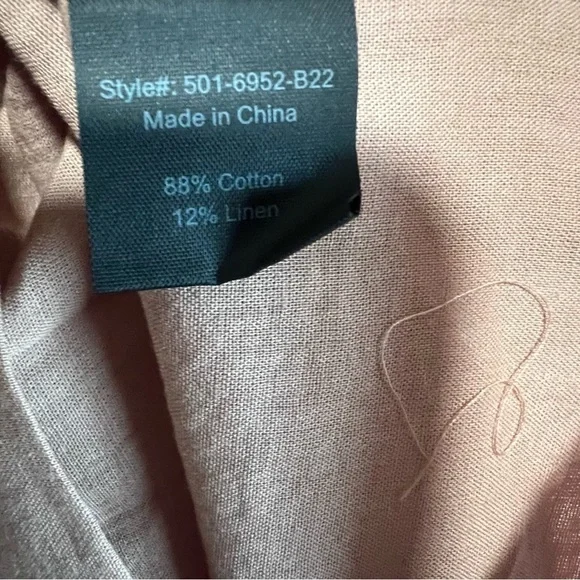 Style#: 501-6952-B22
Made in China
88% Cotton
12% Linen